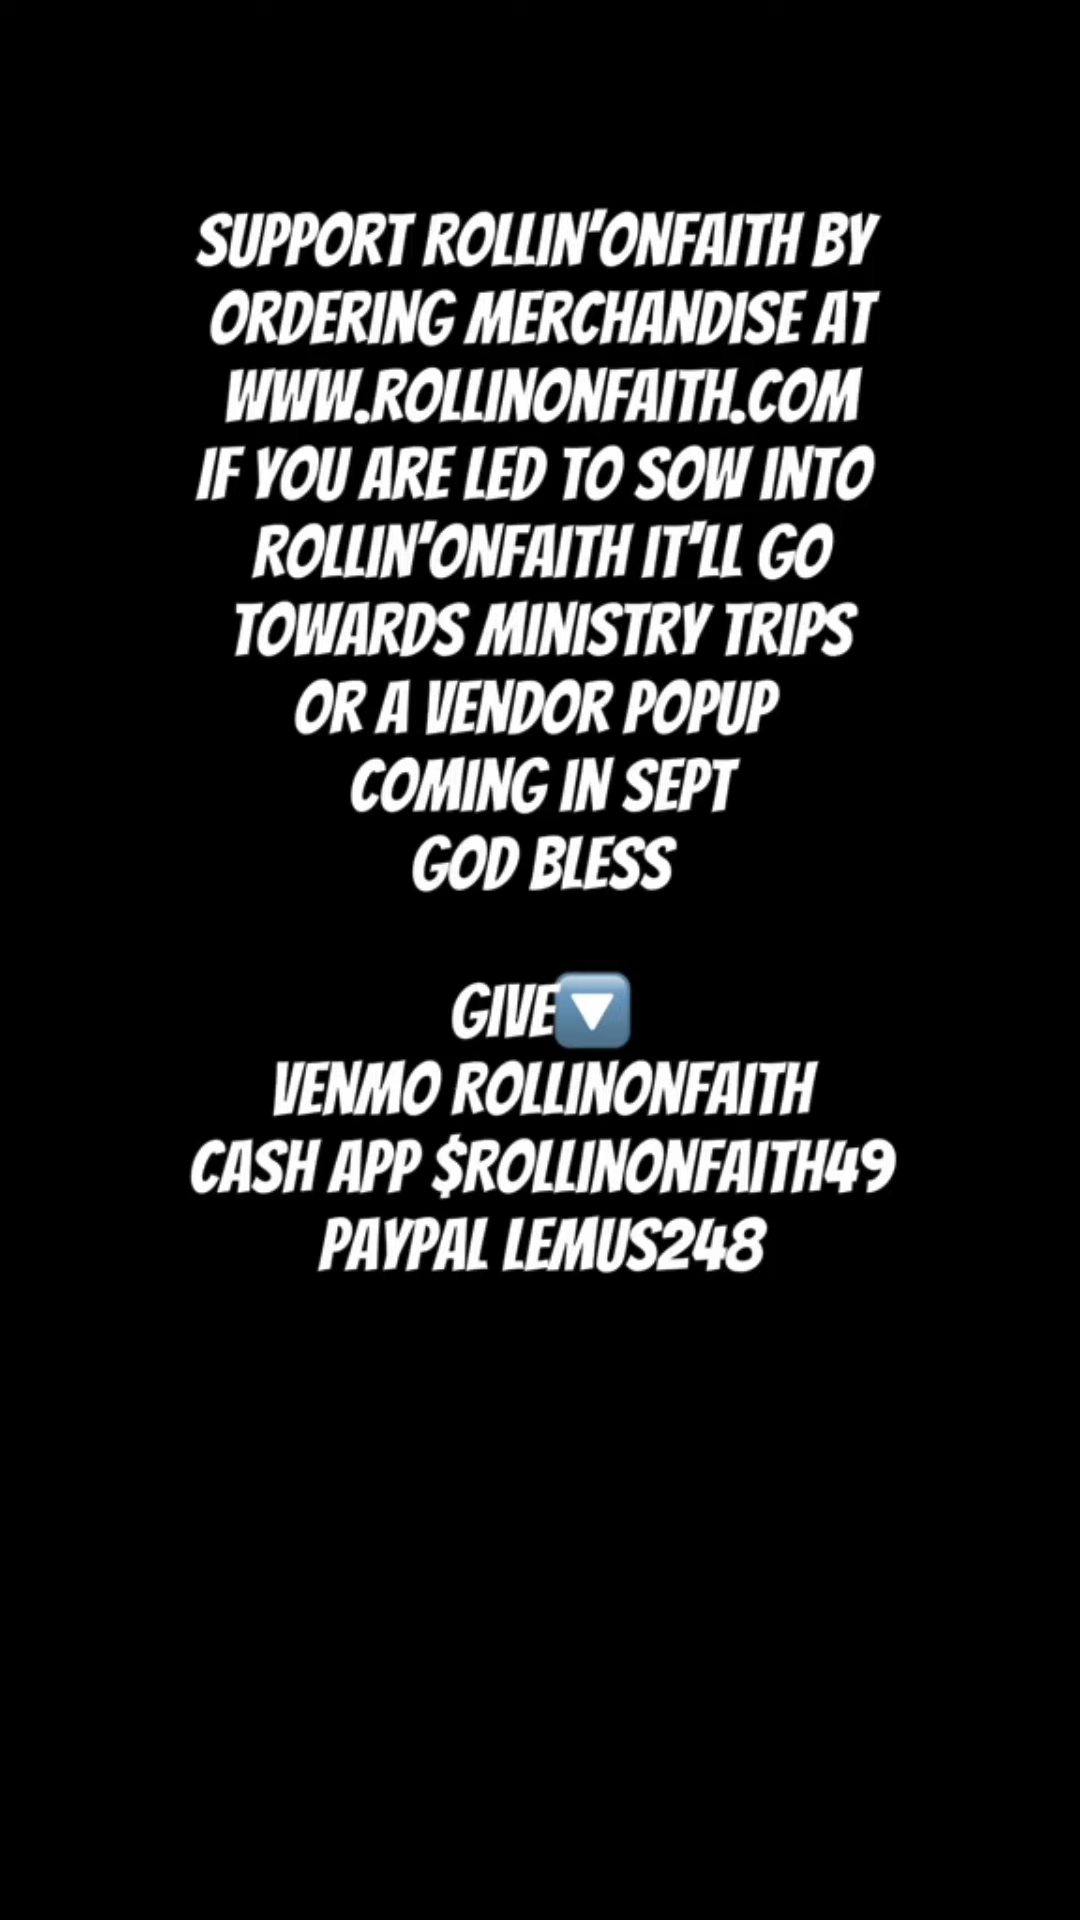 SUPPORT ROLLIN'ONFAITH BY
ORDERING MERCHANDISE AT
WWW.ROLLINONFAITH.COM
IF YOU ARE LED TO SOW INTO
ROLLIN'ONFAITH IT'LL GO
TOWARDS MINISTRY TRIPS
OR A VENDOR POPUP
COMING IN SEPT
GOD BLESS
GIVE🔽
VENMO ROLLINONFAITH
CASH APP $ROLLINONFAITH49
PAYPAL LEMUS248